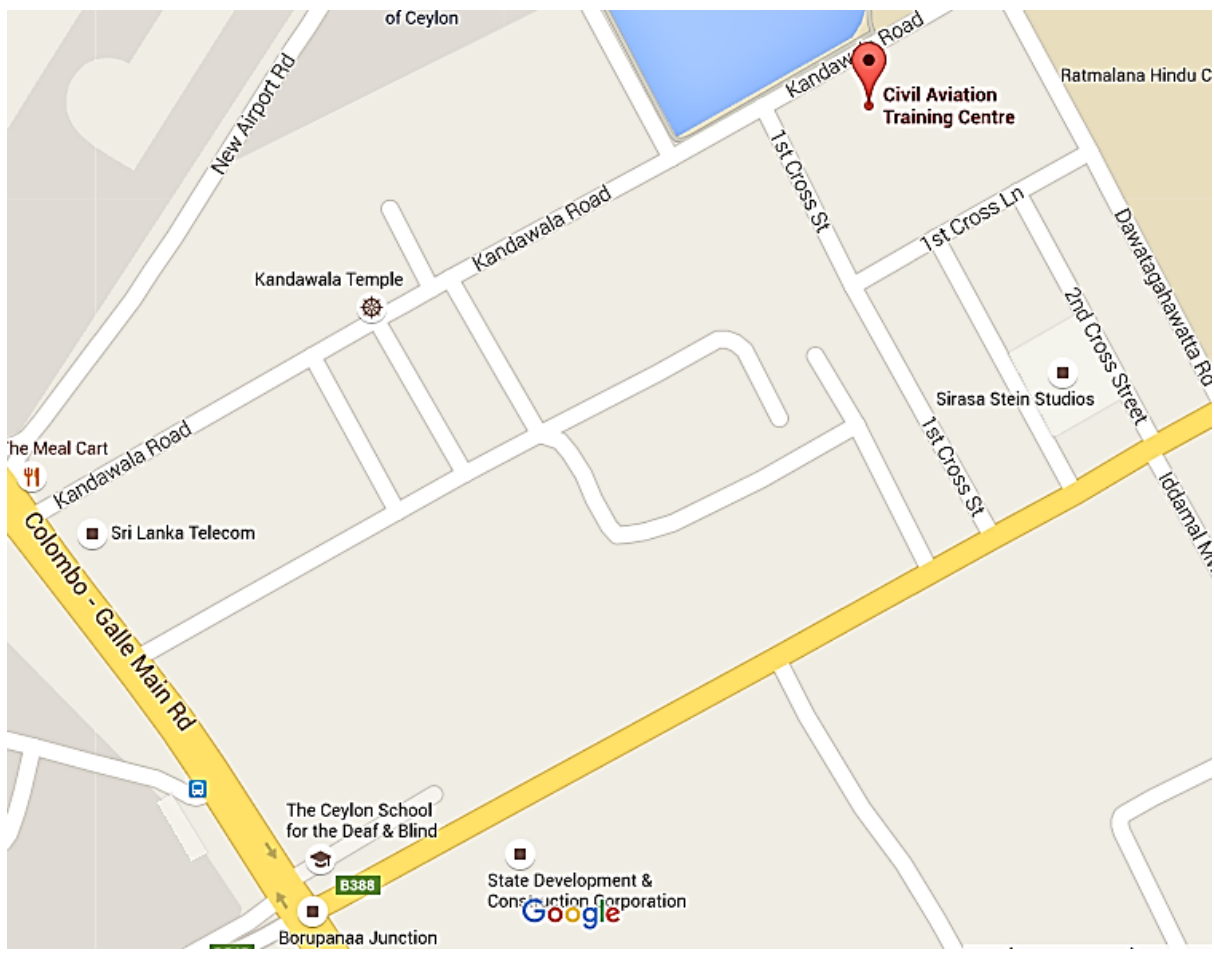 of Ceylon
Kandawala Road
New Airport Rd
Ratmalana Hindu C
Civil Aviation
Training Centre
1st Cross St
1st Cross Ln
Kandawala Road
Dawatagahawatta Rd
Kandawala Temple
2nd Cross Street
Sirasa Stein Studios
The Meal Cart
Kandawala Road
1st Cross St
Iddamal
Sri Lanka Telecom
Colombo - Galle Main Rd
The Ceylon School
for the Deaf & Blind
B388
State Development &
Construction Corporation
Google
Borupanaa Junction